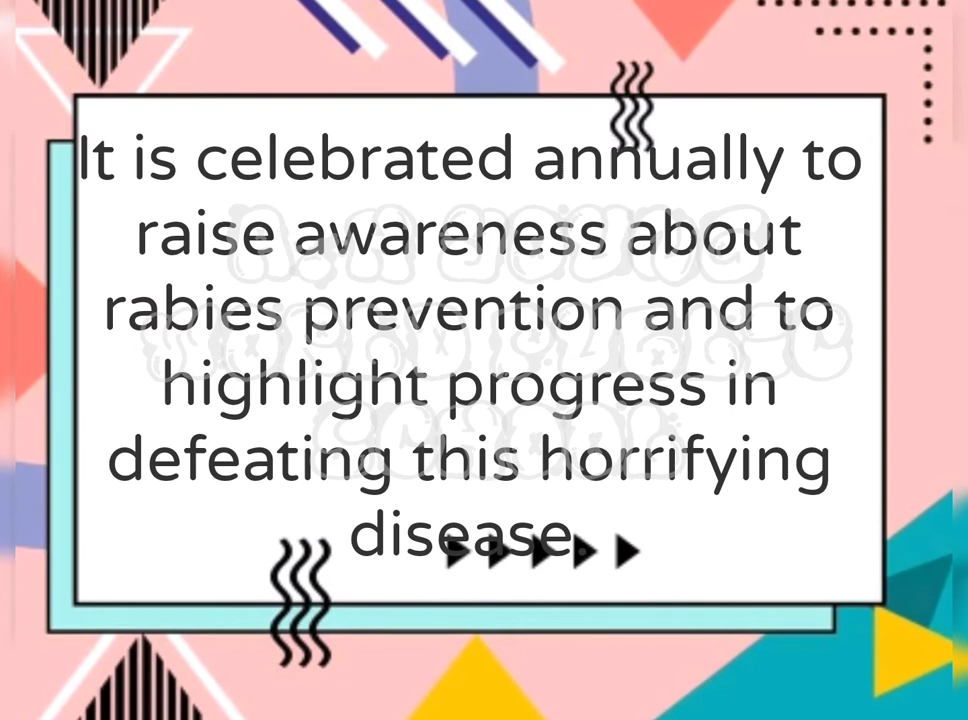 It is celebrated annually to
raise awareness about
rabies prevention and to
highlight progress in
defeating this horrifying
disease.